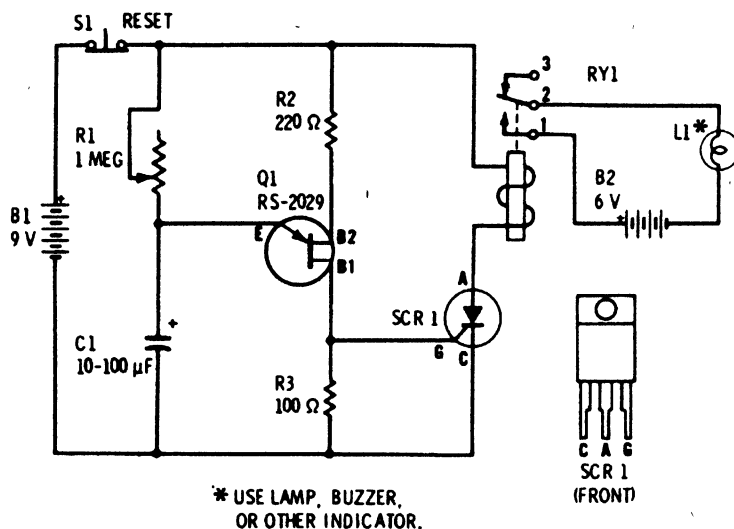 S1 RESET
R1
1 MEG
B1
9 V
+
C1
10-100 µF
+
R2
220 Ω
Q1
RS-2029
E
B2
B1
R3
100 Ω
SCR 1
A
G
C
3
2
1
RY1
L1*
B2
6 V
+
C A G
SCR 1
(FRONT)
* USE LAMP, BUZZER,
OR OTHER INDICATOR.